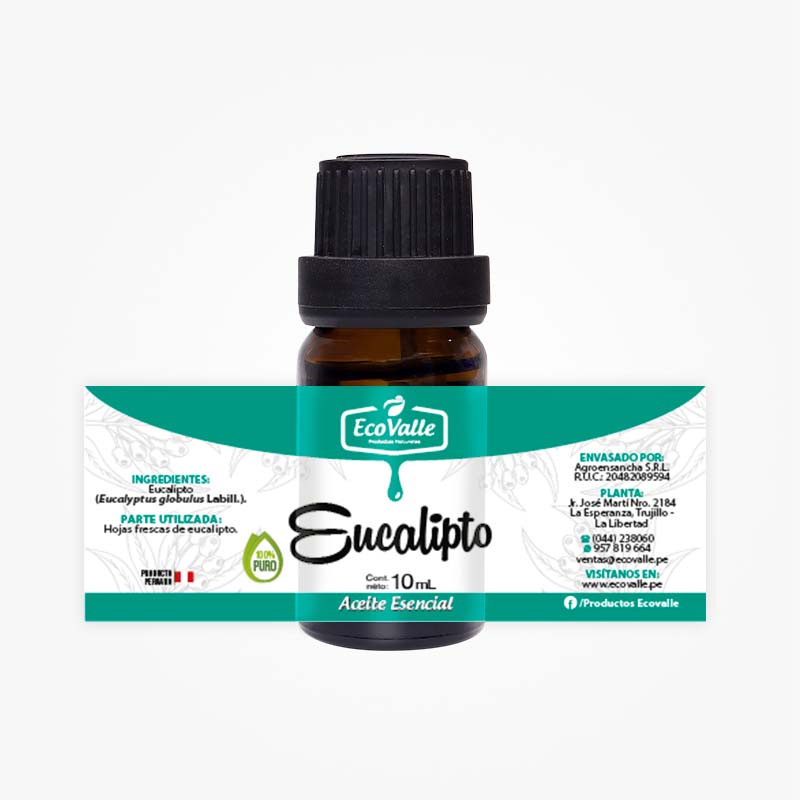 EcoValle
Productos Naturales
INGREDIENTES:
Eucalipto
(Eucalyptus globulus Labill.).
PARTE UTILIZADA:
Hojas frescas de eucalipto.
PRODUCTO
PERUANO
100%
PURO
Eucalipto
Cont.
neto: 10 mL
Aceite Esencial
ENVASADO POR:
Agroensancha S.R.L.
R.U.C.: 20482089594
PLANTA:
Jr. José Martí Nro. 2184
La Esperanza, Trujillo -
La Libertad
(044) 238060
957 819 664
ventas@ecovalle.pe
VISÍTANOS EN:
www.ecovalle.pe
/Productos Ecovalle